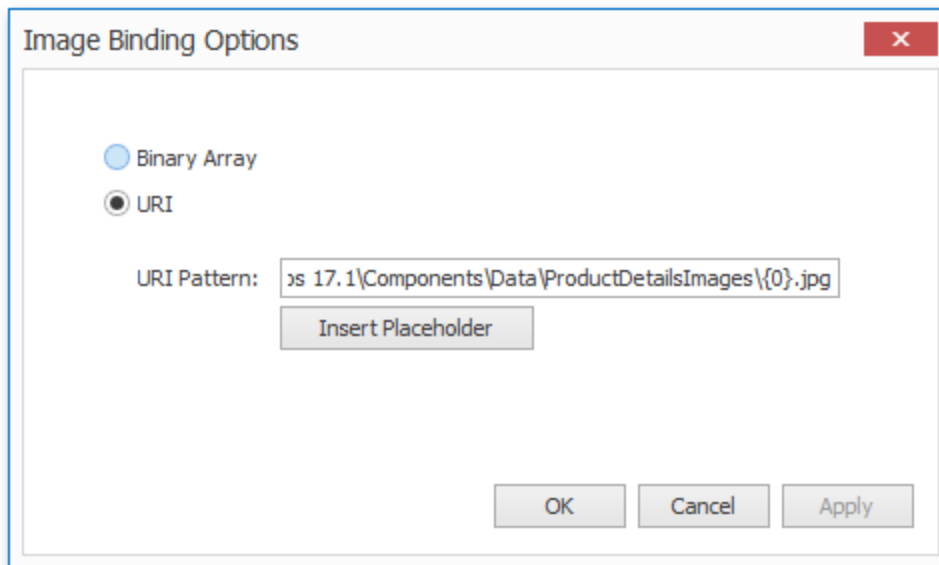 Image Binding Options
Binary Array
URI
URI Pattern: 17.1\Components\Data\ProductDetailsImages\{0}.jpg
Insert Placeholder
OK Cancel Apply